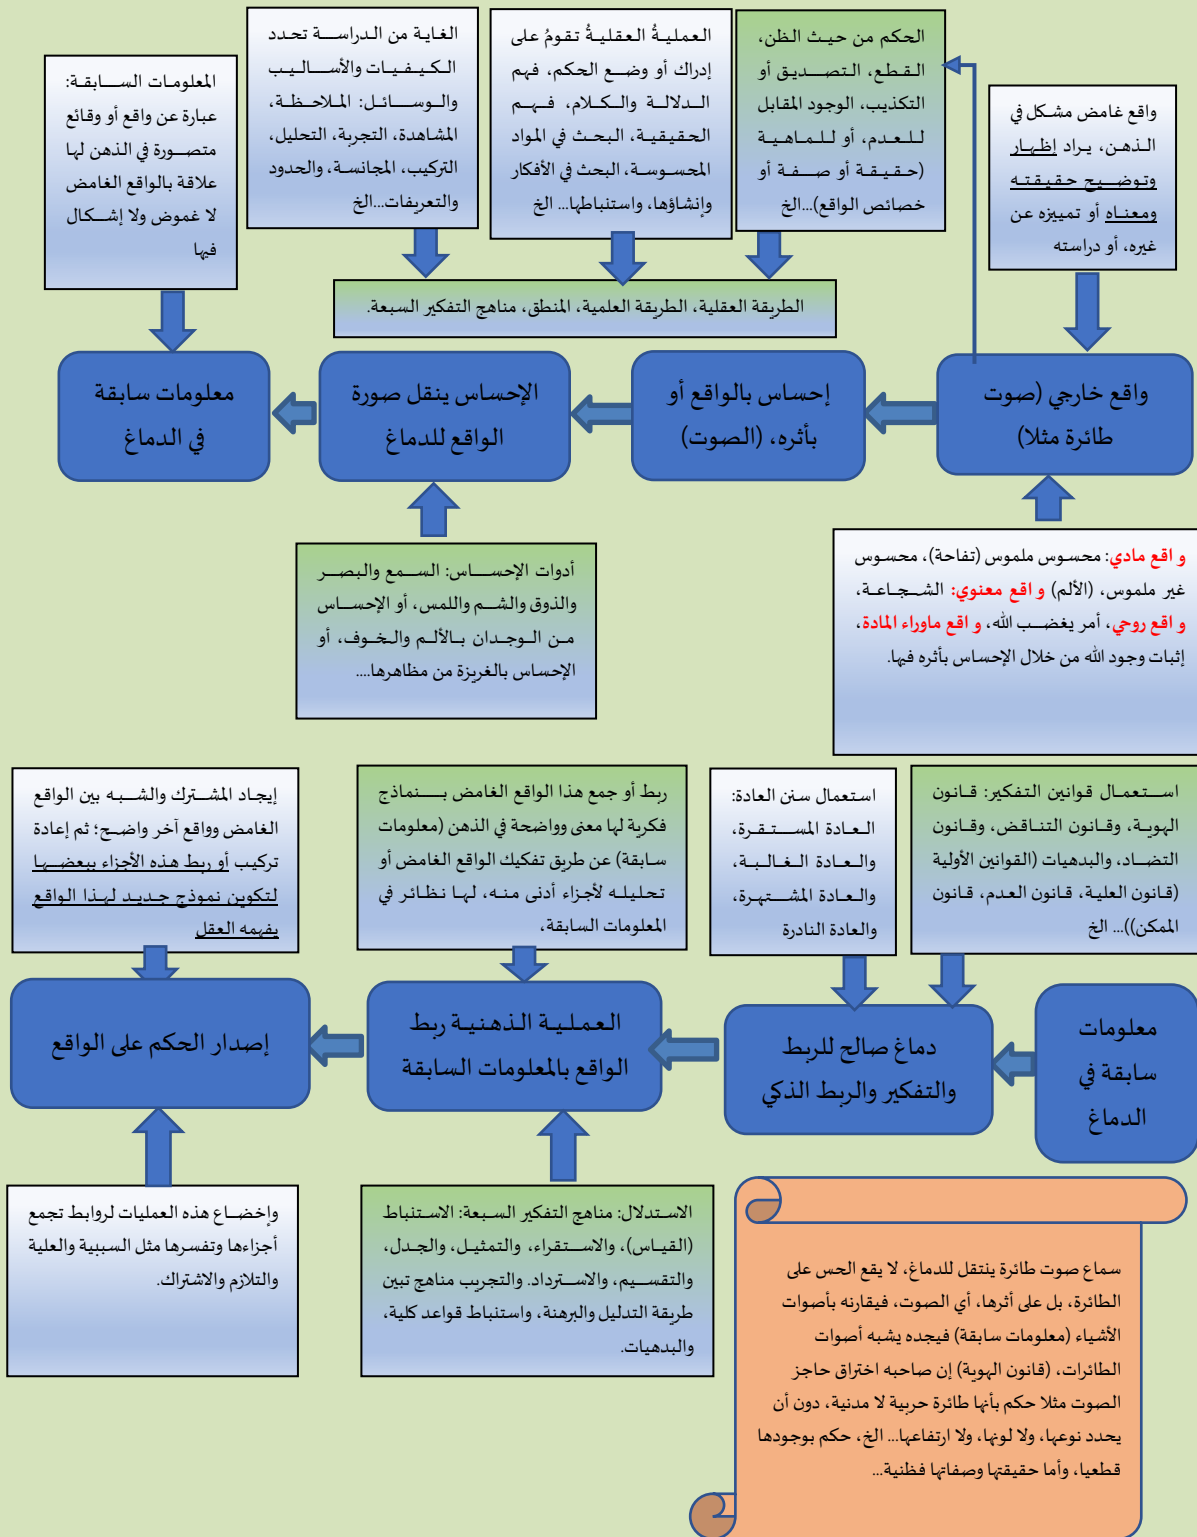 واقع غامض مشكل في
الذهن، يراد إظهار
وتوضيح حقيقته
ومعناه أو تمييزه عن
غيره، أو دراسته
الحكم من حيث الظن،
القطع، التصديق أو
التكذيب، الوجود المقابل
للعدم، أو للماهية
(حقيقة أو صفة أو
خصائص الواقع)...الخ
العمليةُ العقليةُ تقومُ على
إدراك أو وضع الحكم، فهم
الدلالة والكلام، فهم
الحقيقية، البحث في المواد
المحسوسة، البحث في الأفكار
وإنشاؤها، واستنباطها... الخ
الغاية من الدراسة تحدد
الكيفيات والأساليب
والوسائل: الملاحظة،
المشاهدة، التجربة، التحليل،
التركيب، المجانسة، والحدود
والتعريفات...الخ
المعلومات السابقة:
عبارة عن واقع أو وقائع
متصورة في الذهن لها
علاقة بالواقع الغامض
لا غموض ولا إشكال
فيها
الطريقة العقلية، الطريقة العلمية، المنطق، مناهج التفكير السبعة.
واقع خارجي (صوت
طائرة مثلا)
إحساس بالواقع أو
بأثره، (الصوت)
الإحساس ينقل صورة
الواقع للدماغ
معلومات سابقة
في الدماغ
واقع مادي: محسوس ملموس (تفاحة)، محسوس
غير ملموس، (الألم) واقع معنوي: الشجاعة،
واقع روحي، أمر يغضب الله، واقع ماوراء المادة،
إثبات وجود الله من خلال الإحساس بأثره فيها.
أدوات الإحساس: السمع والبصر
والذوق والشم واللمس، أو الإحساس
من الوجدان بالألم والخوف، أو
الإحساس بالغريزة من مظاهرها....
استعمال قوانين التفكير: قانون
الهوية، وقانون التناقض، وقانون
التضاد، والبدهيات (القوانين الأولية
(قانون العلية، قانون العدم، قانون
الممكن))... الخ
استعمال سنن العادة:
العادة المستقرة،
والعادة الغالبة،
والعادة المشتهرة،
والعادة النادرة
ربط أو جمع هذا الواقع الغامض بنماذج
فكرية لها معنى وواضحة في الذهن (معلومات
سابقة) عن طريق تفكيك الواقع الغامض أو
تحليله لأجزاء أدنى منه، لها نظائر في
المعلومات السابقة،
إيجاد المشترك والشبه بين الواقع
الغامض وواقع آخر واضح؛ ثم إعادة
تركيب أو ربط هذه الأجزاء ببعضها
لتكوين نموذج جديد لهذا الواقع
يفهمه العقل
معلومات
سابقة في
الدماغ
دماغ صالح للربط
والتفكير والربط الذكي
العملية الذهنية ربط
الواقع بالمعلومات السابقة
إصدار الحكم على الواقع
سماع صوت طائرة ينتقل للدماغ، لا يقع الحس على
الطائرة، بل على أثرها، أي الصوت، فيقارنه بأصوات
الأشياء (معلومات سابقة) فيجده يشبه أصوات
الطائرات، (قانون الهوية) إن صاحبه اختراق حاجز
الصوت مثلا حكم بأنها طائرة حربية لا مدنية، دون أن
يحدد نوعها، ولا لونها، ولا ارتفاعها... الخ، حكم بوجودها
قطعيا، وأما حقيقتها وصفاتها فظنية...
الاستدلال: مناهج التفكير السبعة: الاستنباط
(القياس)، والاستقراء، والتمثيل، والجدل،
والتقسيم، والاسترداد. والتجريب مناهج تبين
طريقة التدليل والبرهنة، واستنباط قواعد كلية،
والبدهيات.
وإخضاع هذه العمليات لروابط تجمع
أجزاءها وتفسرها مثل السببية والعلية
والتلازم والاشتراك.